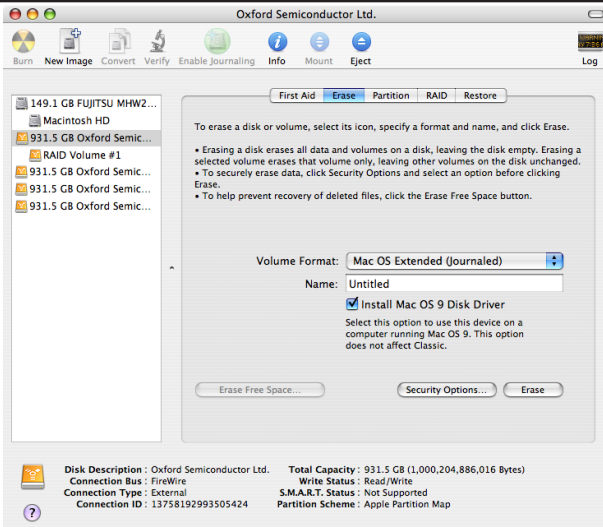 Oxford Semiconductor Ltd.
Burn New Image Convert Verify Enable Journaling Info Mount Eject Log
149.1 GB FUJITSU MHW2...
Macintosh HD
931.5 GB Oxford Semic...
RAID Volume #1
931.5 GB Oxford Semic...
931.5 GB Oxford Semic...
931.5 GB Oxford Semic...
First Aid Erase Partition RAID Restore
To erase a disk or volume, select its icon, specify a format and name, and click Erase.
• Erasing a disk erases all data and volumes on a disk, leaving the disk empty. Erasing a
selected volume erases that volume only, leaving other volumes on the disk unchanged.
• To securely erase data, click Security Options and select an option before clicking
Erase.
• To help prevent recovery of deleted files, click the Erase Free Space button.
Volume Format: Mac OS Extended (Journaled)
Name: Untitled
Install Mac OS 9 Disk Driver
Select this option to use this device on a
computer running Mac OS 9. This option
does not affect Classic.
Erase Free Space... Security Options... Erase
Disk Description : Oxford Semiconductor Ltd. Total Capacity : 931.5 GB (1,000,204,886,016 Bytes)
Connection Bus : FireWire Write Status : Read/Write
Connection Type : External S.M.A.R.T. Status : Not Supported
Connection ID : 13758192993505424 Partition Scheme : Apple Partition Map
?